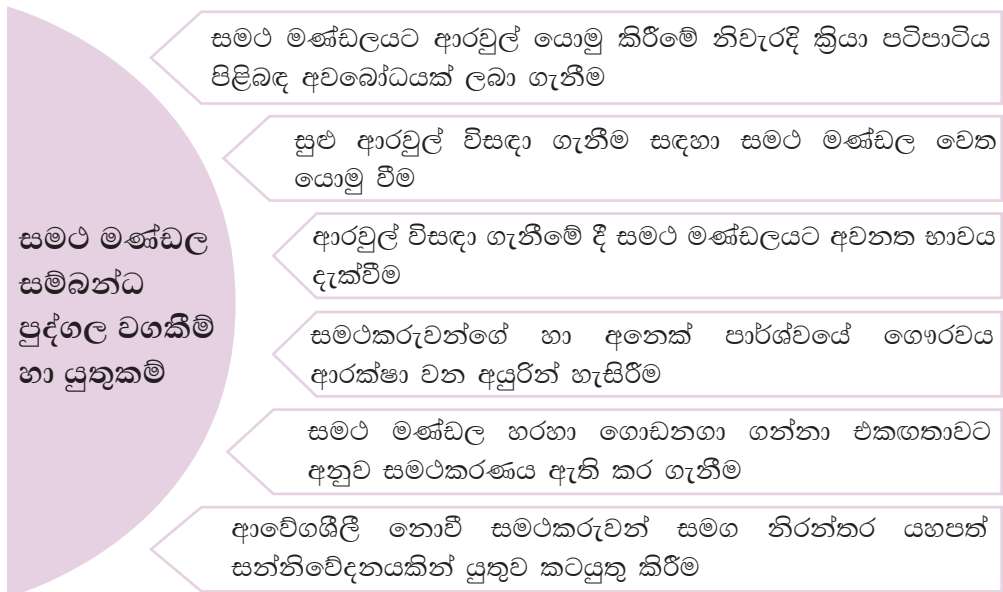 සමථ මණ්ඩලයට ආරවුල් යොමු කිරීමේ නිවැරදි ක්‍රියා පටිපාටිය
පිළිබඳ අවබෝධයක් ලබා ගැනීම
සුළු ආරවුල් විසඳා ගැනීම සඳහා සමථ මණ්ඩල වෙත
යොමු වීම
ආරවුල් විසඳා ගැනීමේ දී සමථ මණ්ඩලයට අවනත භාවය
දැක්වීම
සමථකරුවන්ගේ හා අනෙක් පාර්ශ්වයේ ගෞරවය
ආරක්ෂා වන අයුරින් හැසිරීම
සමථ මණ්ඩල හරහා ගොඩනගා ගන්නා එකඟතාවට
අනුව සමථකරණය ඇති කර ගැනීම
ආවේගශීලී නොවී සමථකරුවන් සමග නිරන්තර යහපත්
සන්නිවේදනයකින් යුතුව කටයුතු කිරීම
සමථ මණ්ඩල
සම්බන්ධ
පුද්ගල වගකීම්
හා යුතුකම්